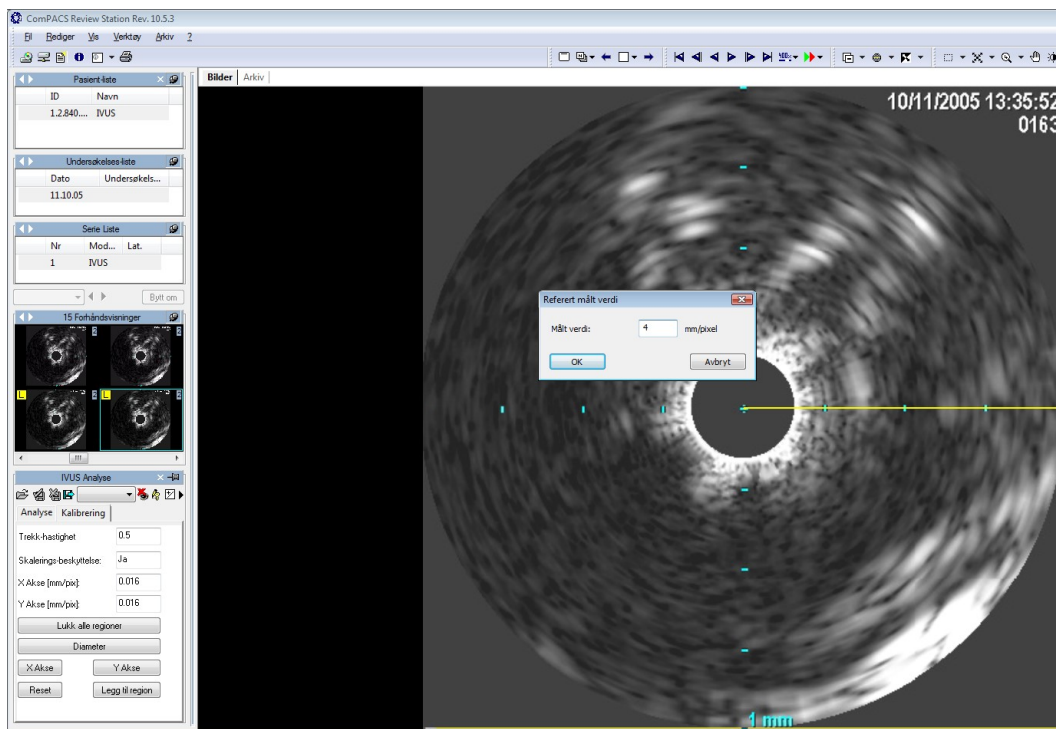 ComPACS Review Station Rev. 10.5.3
Fil Rediger Vis Verktøy Arkiv ?
Pasient-liste
ID Navn
1.2.840.... IVUS
Undersøkelses-liste
Dato Undersøkels...
11.10.05
Serie Liste
Nr Mod... Lat.
1 IVUS
Bytt om
15 Forhåndsvisninger
2 2
L 2 L 2
IVUS Analyse
Analyse Kalibrering
Trekk-hastighet 0.5
Skalerings-beskyttelse: Ja
X Akse [mm/pix]: 0.016
Y Akse [mm/pix]: 0.016
Lukk alle regioner
Diameter
X Akse Y Akse
Reset Legg til region
Bilder Arkiv
10/11/2005 13:35:52
0163
Referert målt verdi
Målt verdi: 4 mm/pixel
OK Avbryt
1 mm